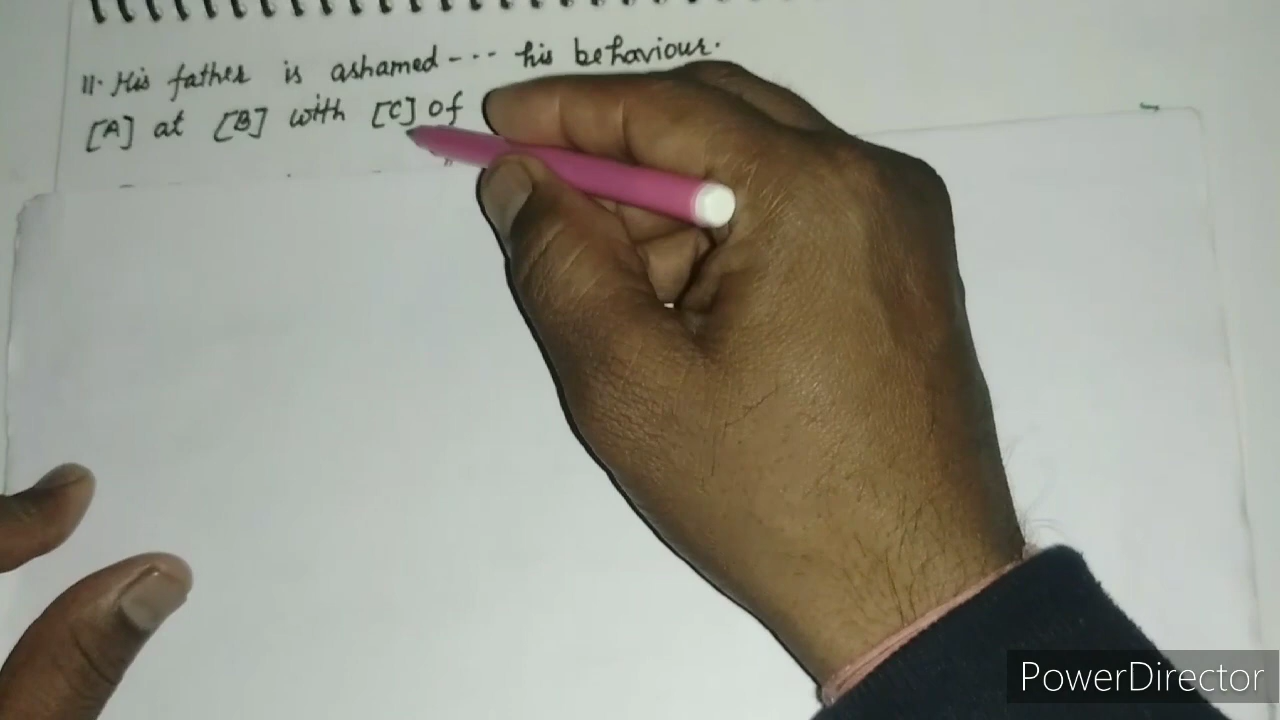 11. His father is ashamed --- his behaviour.
[A] at [B] with [C] of
PowerDirector